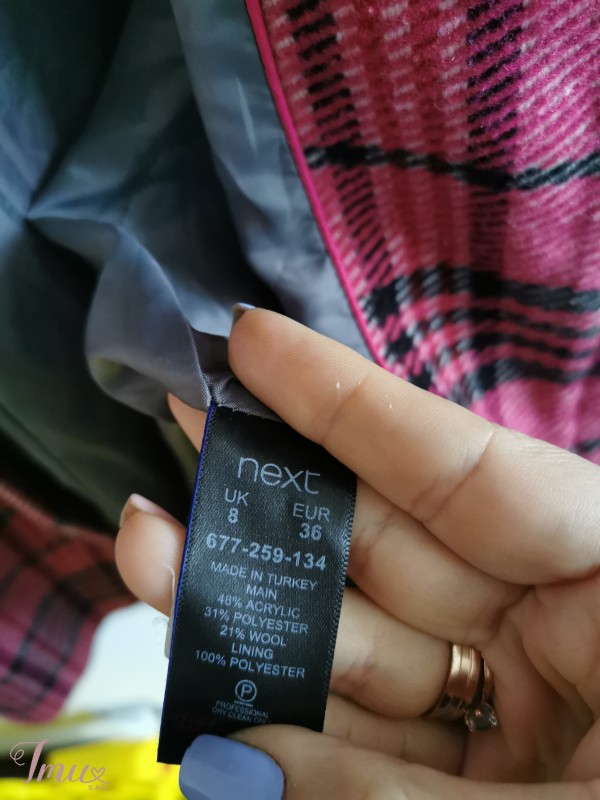 next
UK EUR
8 36
677-259-134
MADE IN TURKEY
MAIN
48% ACRYLIC
31% POLYESTER
21% WOOL
LINING
100% POLYESTER
P
PROFESSIONAL
DRY CLEAN ONLY
Imu